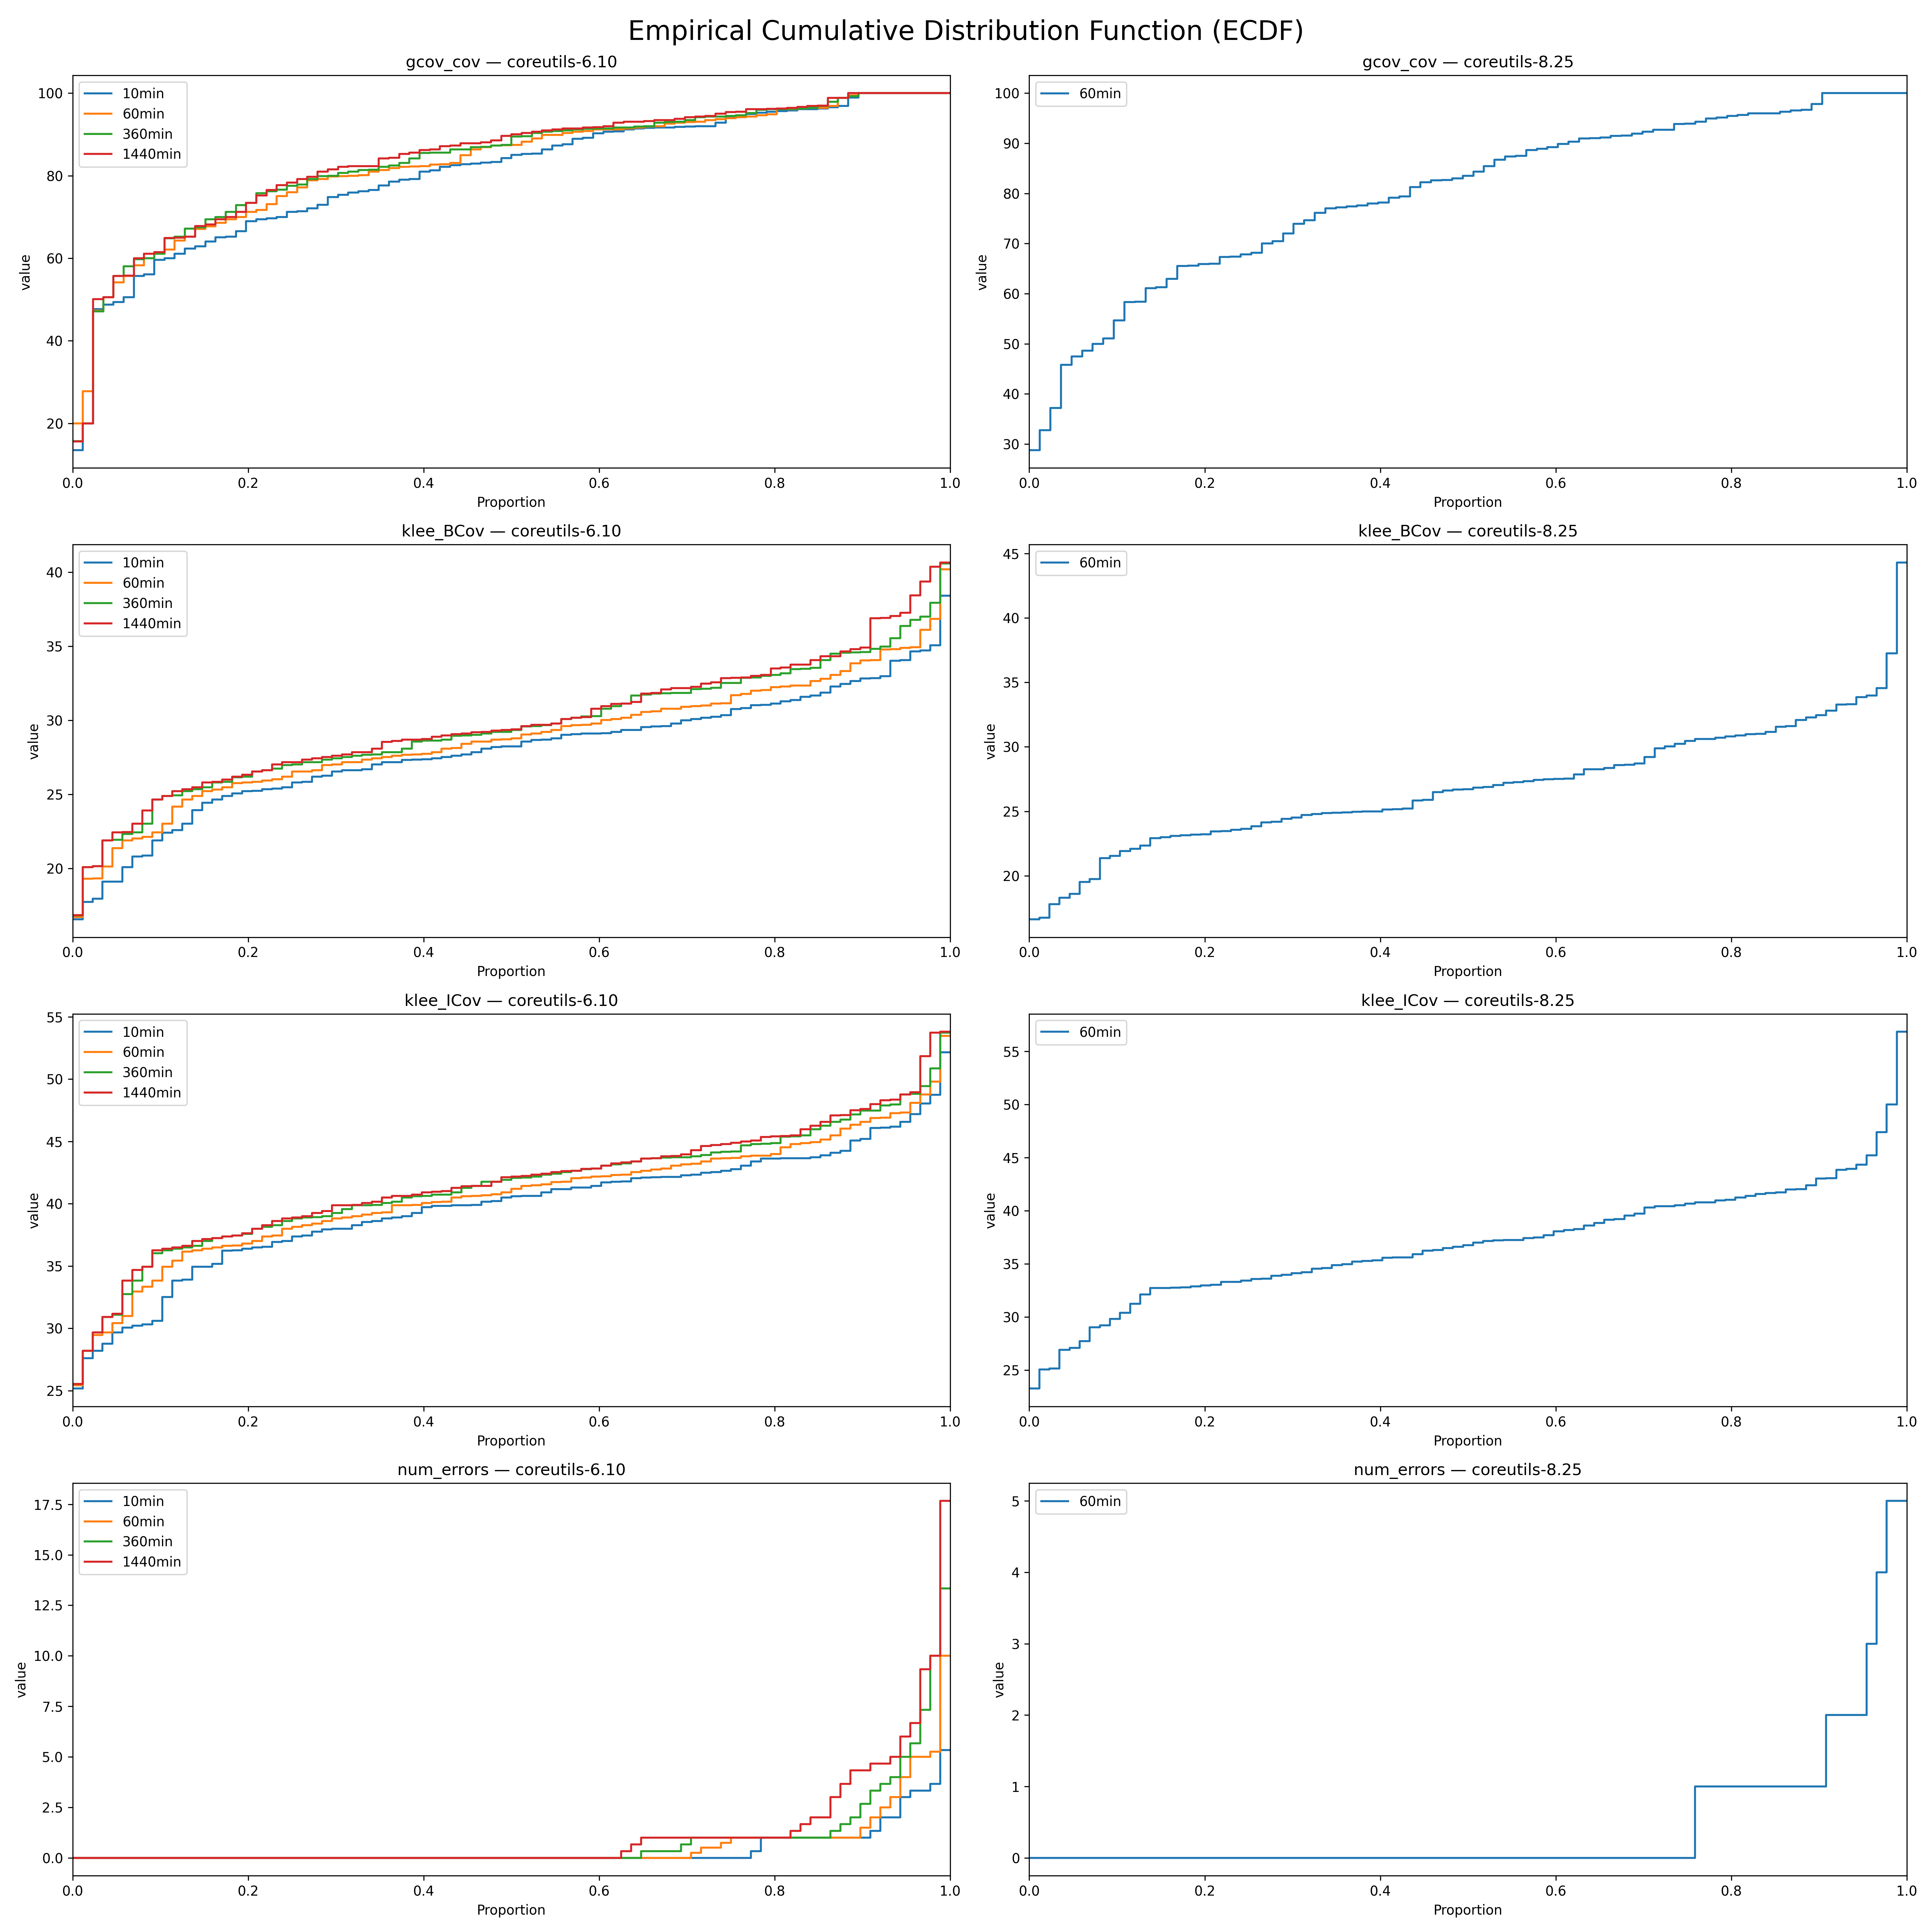 Empirical Cumulative Distribution Function (ECDF)
gcov_cov — coreutils-6.10
10min
60min
360min
1440min
100
80
60
40
20
value
0.0 0.2 0.4 0.6 0.8 1.0
Proportion
gcov_cov — coreutils-8.25
60min
100
90
80
70
60
50
40
30
value
0.0 0.2 0.4 0.6 0.8 1.0
Proportion
klee_BCov — coreutils-6.10
10min
60min
360min
1440min
40
35
30
25
20
value
0.0 0.2 0.4 0.6 0.8 1.0
Proportion
klee_BCov — coreutils-8.25
60min
45
40
35
30
25
20
value
0.0 0.2 0.4 0.6 0.8 1.0
Proportion
klee_ICov — coreutils-6.10
10min
60min
360min
1440min
55
50
45
40
35
30
25
value
0.0 0.2 0.4 0.6 0.8 1.0
Proportion
klee_ICov — coreutils-8.25
60min
55
50
45
40
35
30
25
value
0.0 0.2 0.4 0.6 0.8 1.0
Proportion
num_errors — coreutils-6.10
10min
60min
360min
1440min
17.5
15.0
12.5
10.0
7.5
5.0
2.5
0.0
value
0.0 0.2 0.4 0.6 0.8 1.0
Proportion
num_errors — coreutils-8.25
60min
5
4
3
2
1
0
value
0.0 0.2 0.4 0.6 0.8 1.0
Proportion